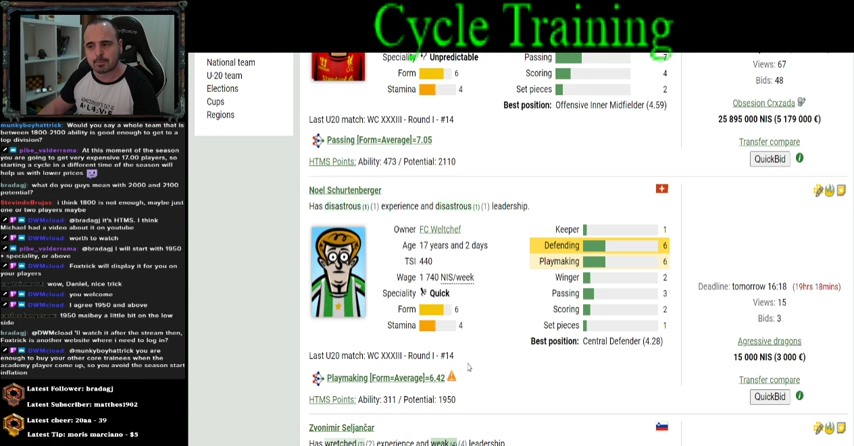 Cycle Training
munkyboyhattrick: Would you say a whole team that is
between 1800-2100 ability is good enough to get to a
top division?
pibe_valderrama: At this moment of the season
you are going to get very expensive 17.00 players, so
starting a cycle in a different time of the season will
help us with lower prices
bradagj: what do you guys mean with 2000 and 2100
potential?
StevindeBrujas: i think 1800 is not enough, maybe just
one or two players maybe
DWMcload: @bradagj it's HTMS. I think
Michael had a video about it on youtube
DWMcload: worth to watch
pibe_valderrama: @bradagj I will start with 1950
+ speciality, or above
DWMcload: Foxtrick will display it for you on
your players
wow, Daniel, nice trick
DWMcload: you welcome
DWMcload: I agree 1950 and above
1950 maibey a little bit on the low
side
bradagj: @DWMcload 'll watch it after the stream then,
Foxtrick is another website where i need to log in?
DWMcload: @munkyboyhattrick you are
enough to buy your other core trainees when the
academy player come up, so you avoid the season start
inflation
Latest Follower: bradagj
Latest Subscriber: matthes1902
Latest cheer: 20aa - 39
Latest Tip: moris marciano - $5
National team
U-20 team
Elections
Cups
Regions
Speciality Unpredictable
Form 6
Stamina 4
Passing 7
Scoring 4
Set pieces 2
Best position: Offensive Inner Midfielder (4.59)
Last U20 match: WC XXXIII - Round I - #14
Passing [Form=Average]=7.05
HTMS Points: Ability: 473 / Potential: 2110
Views: 67
Bids: 48
Obsesion Crxzada
25 895 000 NIS (5 179 000 €)
Transfer compare
QuickBid
Noel Schurtenberger
Has disastrous (1) (1) experience and disastrous (1) (1) leadership.
Owner FC Weltchef
Age 17 years and 2 days
TSI 440
Wage 1 740 NIS/week
Speciality Quick
Form 6
Stamina 4
Keeper 1
Defending 6
Playmaking 6
Winger 2
Passing 3
Scoring 2
Set pieces 1
Best position: Central Defender (4.28)
Last U20 match: WC XXXIII - Round I - #14
Playmaking [Form=Average]=6.42
HTMS Points: Ability: 311 / Potential: 1950
Deadline: tomorrow 16:18 (19hrs 18mins)
Views: 15
Bids: 3
Agressive dragons
15 000 NIS (3 000 €)
Transfer compare
QuickBid
Zvonimir Seljančar
Has wretched (2) experience and weak (4) leadership